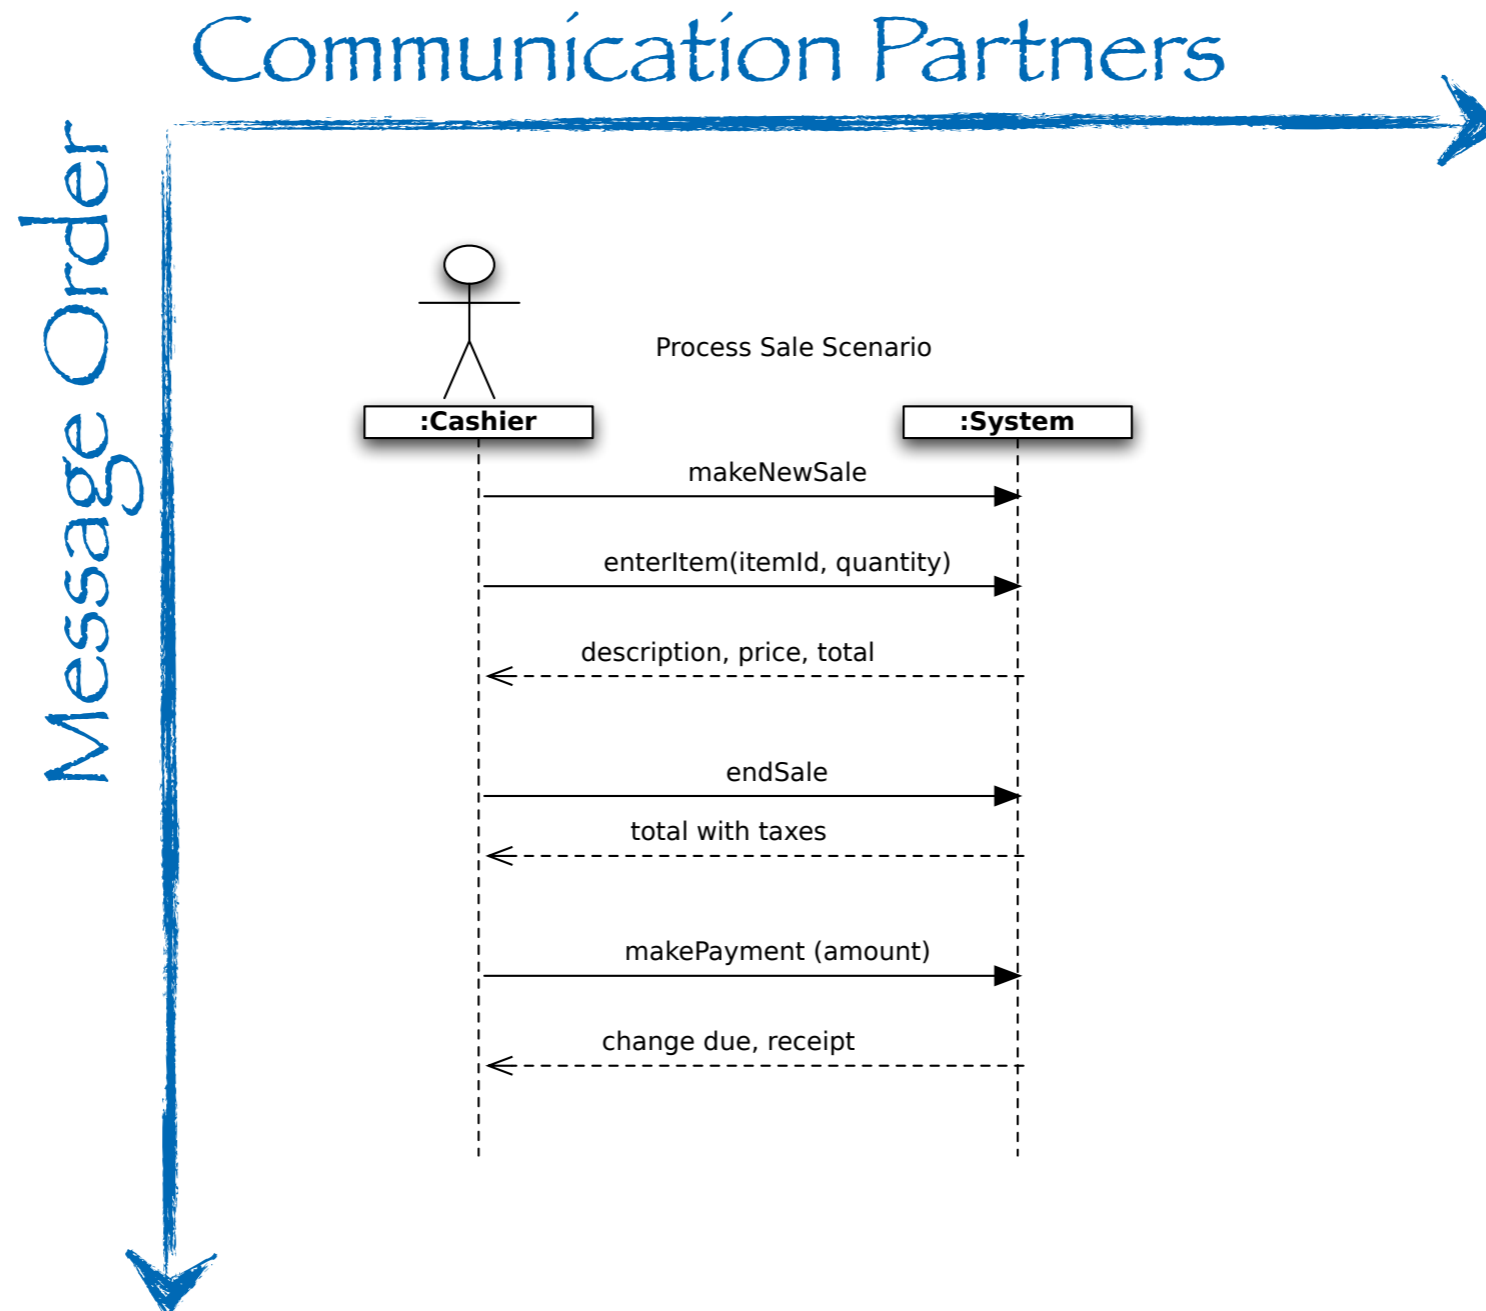 Communication Partners
Message Order
Process Sale Scenario
:Cashier
:System
makeNewSale
enterItem(itemId, quantity)
description, price, total
endSale
total with taxes
makePayment (amount)
change due, receipt